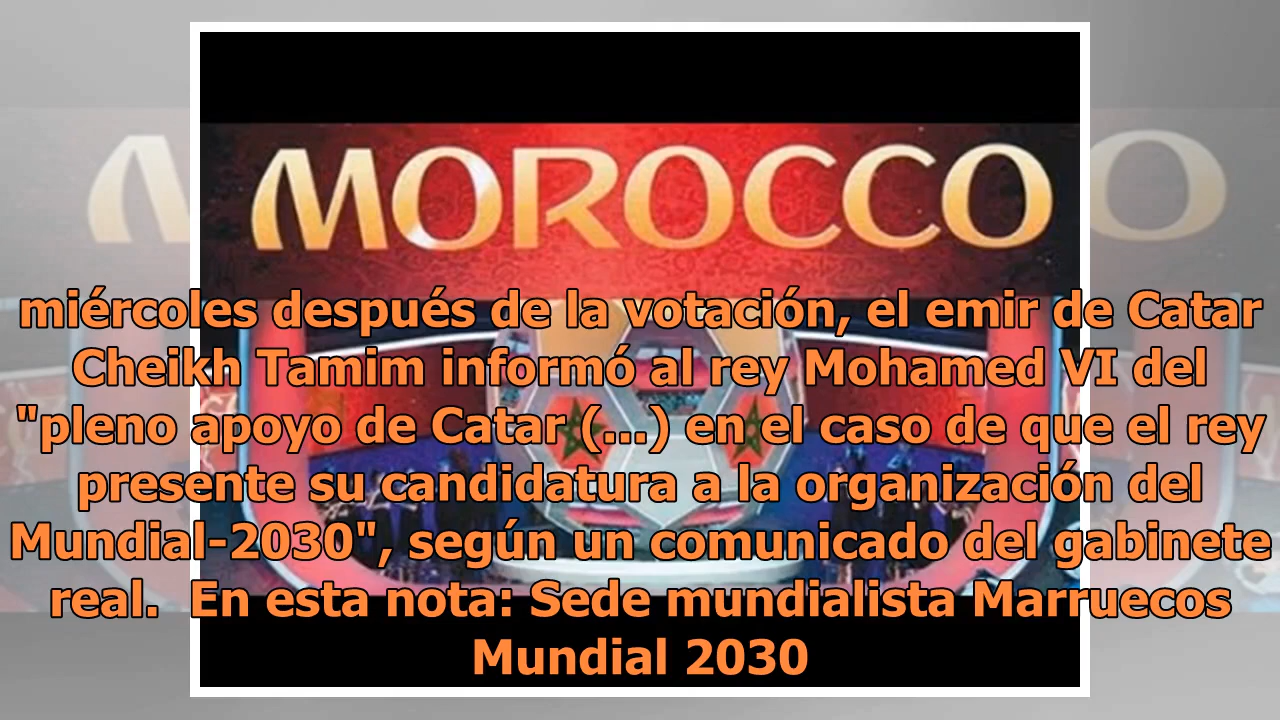 MOROCCO
miércoles después de la votación, el emir de Catar
Cheikh Tamim informó al rey Mohamed VI del
"pleno apoyo de Catar (...) en el caso de que el rey
presente su candidatura a la organización del
Mundial-2030", según un comunicado del gabinete
real.  En esta nota: Sede mundialista Marruecos
Mundial 2030